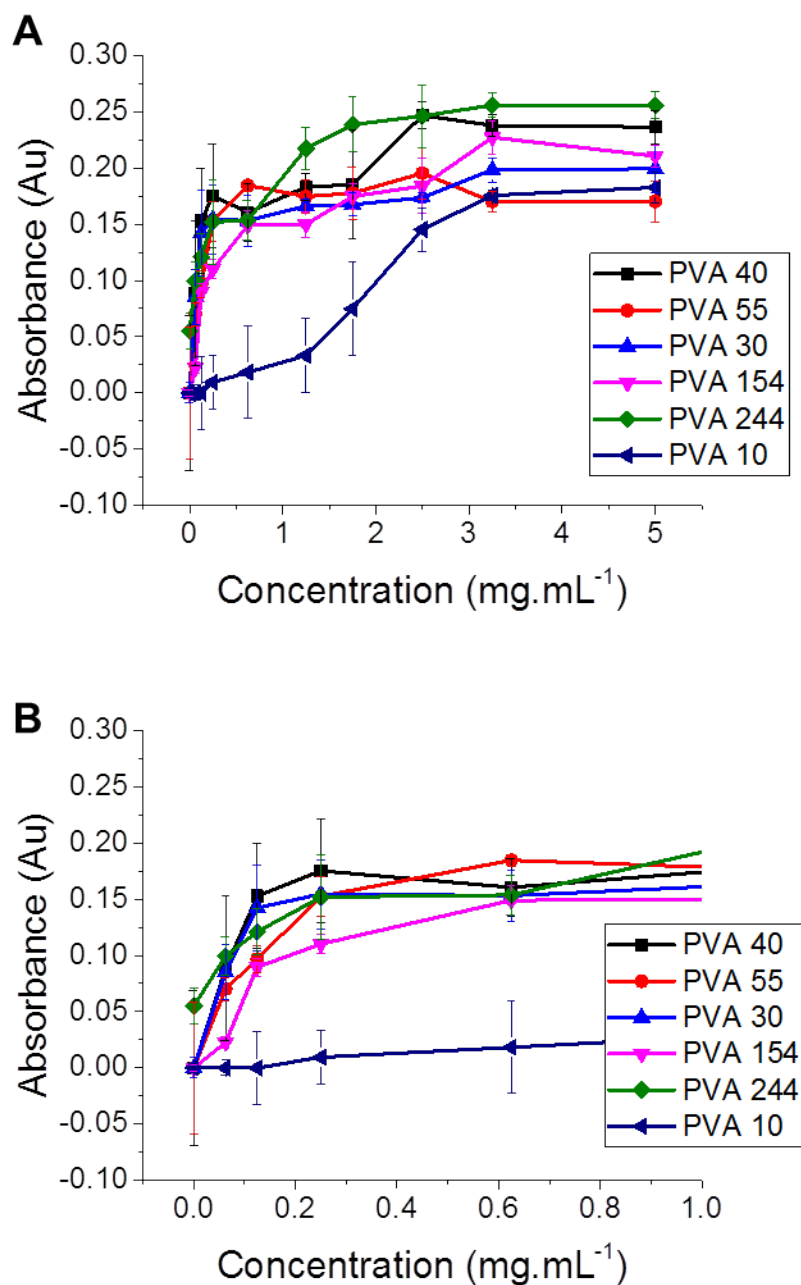 A
0.30
0.25
0.20
0.15
0.10
0.05
0.00
-0.05
-0.10
Absorbance (Au)
PVA 40
PVA 55
PVA 30
PVA 154
PVA 244
PVA 10
0 1 2 3 4 5
Concentration (mg.mL⁻¹)
B
0.30
0.25
0.20
0.15
0.10
0.05
0.00
-0.05
-0.10
Absorbance (Au)
PVA 40
PVA 55
PVA 30
PVA 154
PVA 244
PVA 10
0.0 0.2 0.4 0.6 0.8 1.0
Concentration (mg.mL⁻¹)